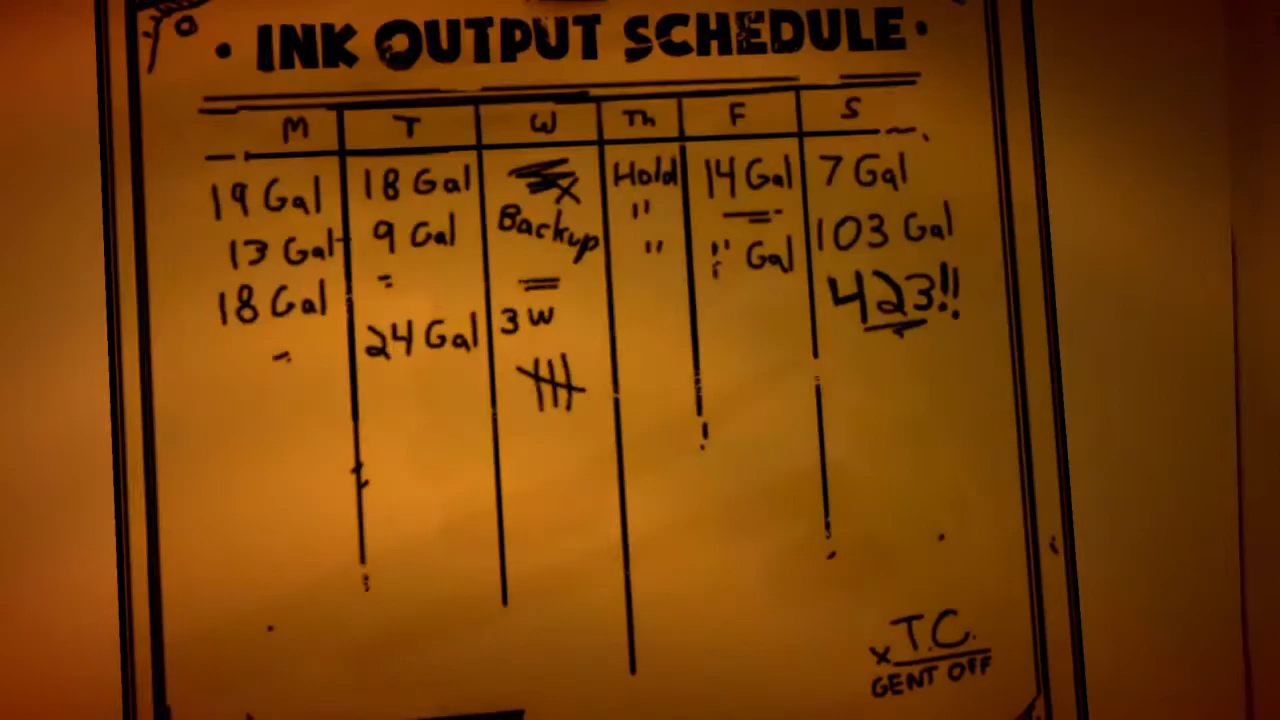 • INK OUTPUT SCHEDULE •
M T W Th F S
19 Gal 18 Gal x Hold 14 Gal 7 Gal
13 Gal 9 Gal Backup " = 103 Gal
18 Gal = = " Gal 423!!
24 Gal 3 W
x T.C.
GENT OFF